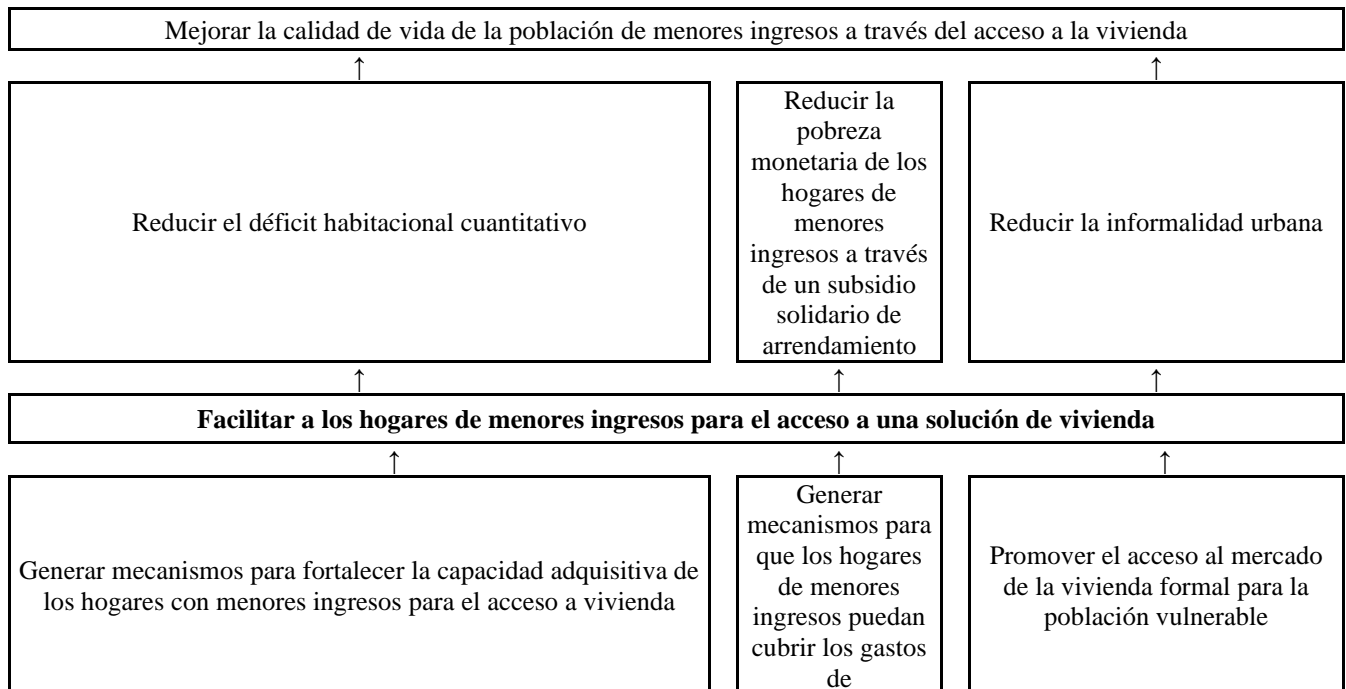 Mejorar la calidad de vida de la población de menores ingresos a través del acceso a la vivienda
↑ ↑
Reducir el déficit habitacional cuantitativo
Reducir la
pobreza
monetaria de los
hogares de
menores
ingresos a través
de un subsidio
solidario de
arrendamiento
Reducir la informalidad urbana
↑ ↑ ↑
Facilitar a los hogares de menores ingresos para el acceso a una solución de vivienda
↑ ↑ ↑
Generar mecanismos para fortalecer la capacidad adquisitiva de
los hogares con menores ingresos para el acceso a vivienda
Generar
mecanismos para
que los hogares
de menores
ingresos puedan
cubrir los gastos
de
Promover el acceso al mercado
de la vivienda formal para la
población vulnerable